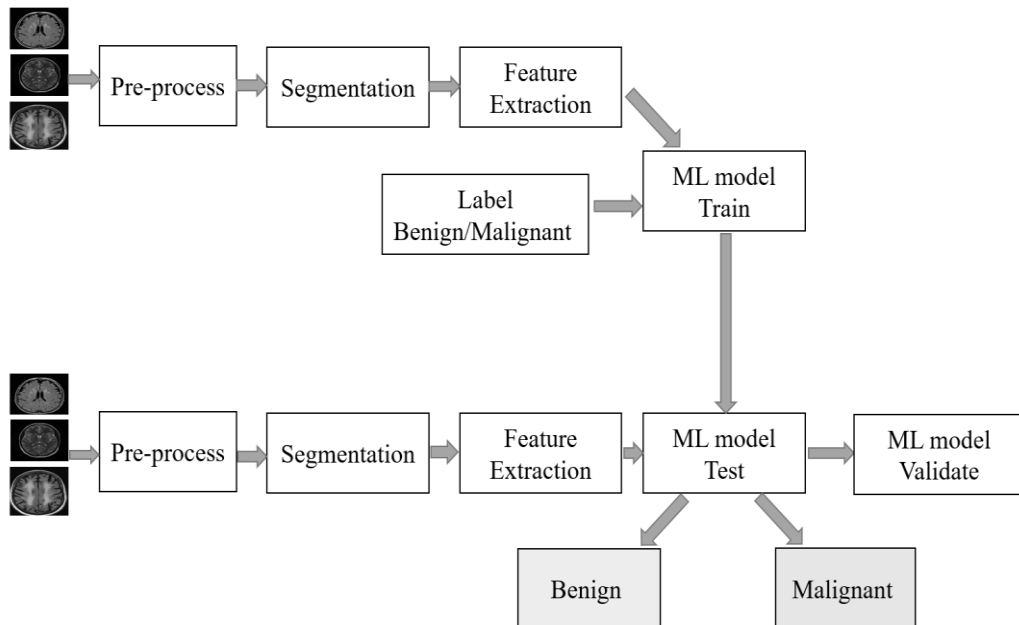 Pre-process
Segmentation
Feature
Extraction
Label
Benign/Malignant
ML model
Train
Pre-process
Segmentation
Feature
Extraction
ML model
Test
ML model
Validate
Benign
Malignant